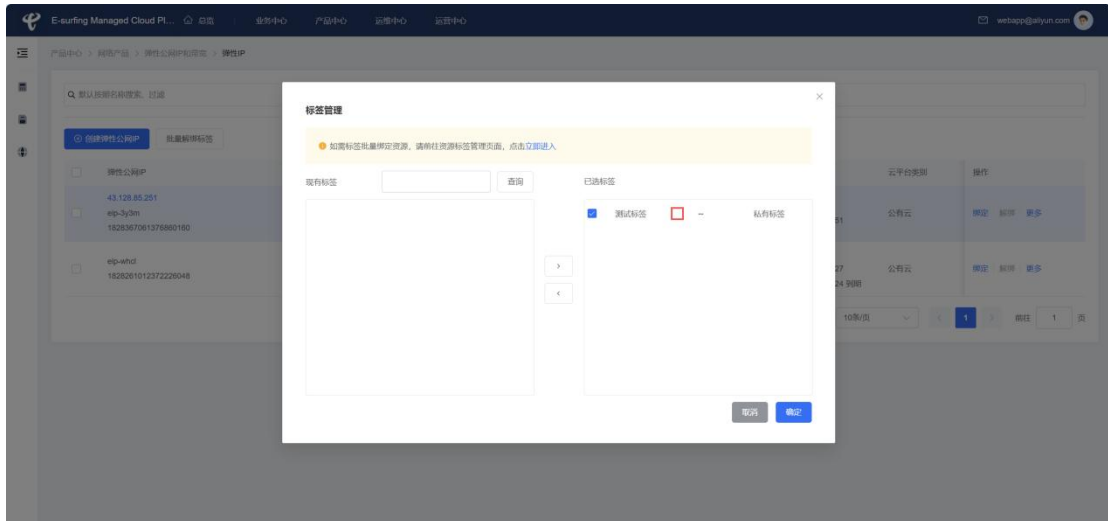 E-surfing Managed Cloud Pl... 总览 业务中心 产品中心 运维中心 运营中心 webapp@aliyun.com
产品中心 > 网络产品 > 弹性公网IP和宽带 > 弹性IP
默认按照名称搜索、过滤
标签管理
创建弹性公网IP 批量解绑标签
如需标签批量绑定资源，请前往资源标签管理页面，点击立即进入
弹性公网IP 云平台类别 操作
现有标签 查询 已选标签
43.128.85.251
eip-3y3m
1828367061376860160
测试标签 -- 私有标签
51 公有云 绑定 解绑 更多
eip-whcl
1828261012372226048
27 公有云 绑定 解绑 更多
24 到期
10条/页 1 前往 1 页
取消 确定